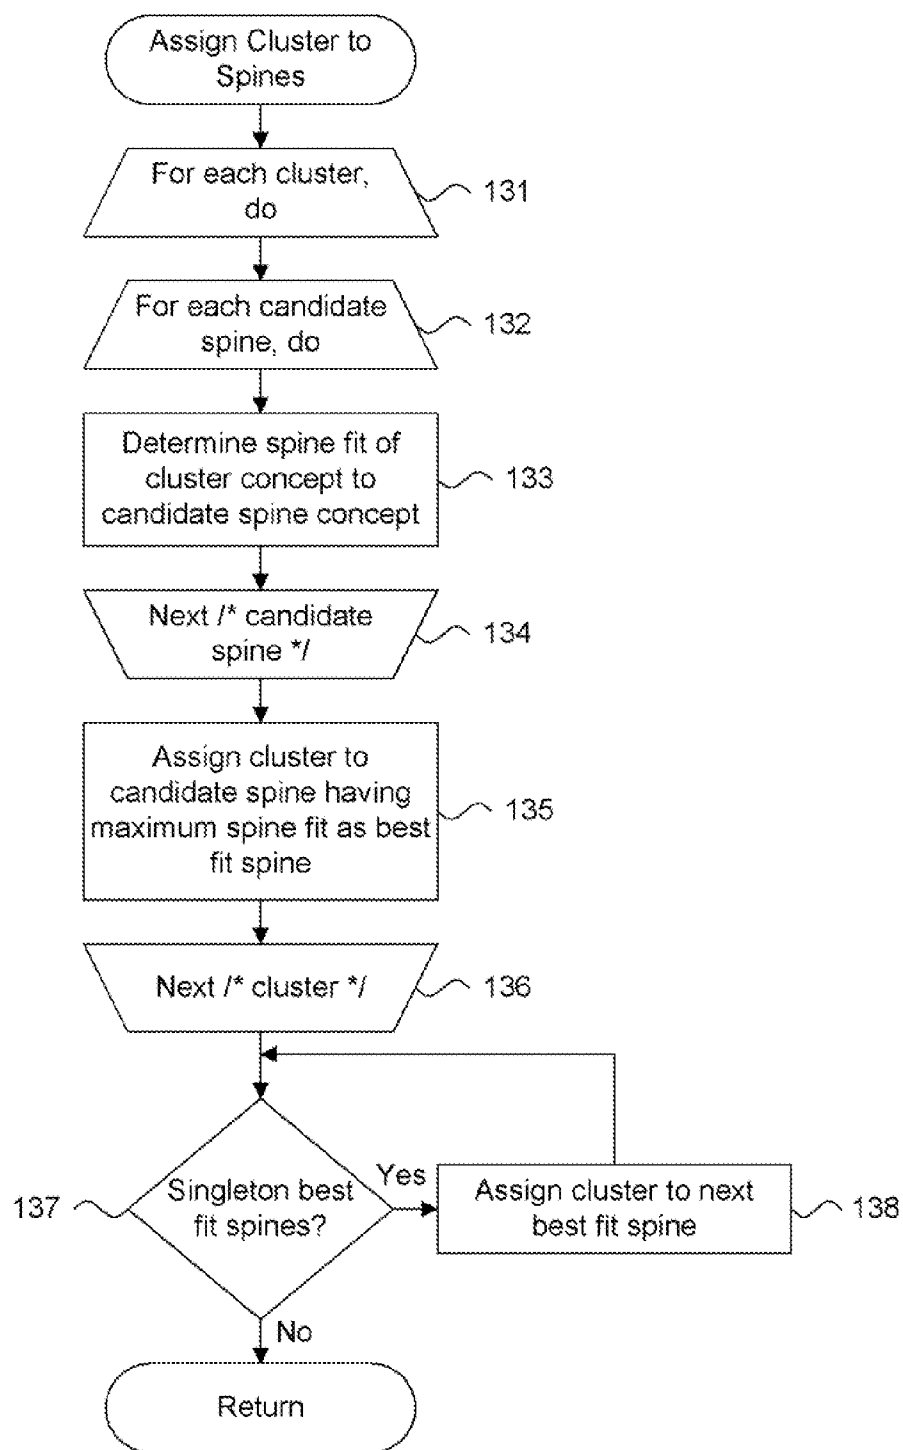 Assign Cluster to
Spines
For each cluster,
do
131
For each candidate
spine, do
132
Determine spine fit of
cluster concept to
candidate spine concept
133
Next /* candidate
spine */
134
Assign cluster to
candidate spine having
maximum spine fit as best
fit spine
135
Next /* cluster */
136
137
Singleton best
fit spines?
Yes
Assign cluster to next
best fit spine
138
No
Return